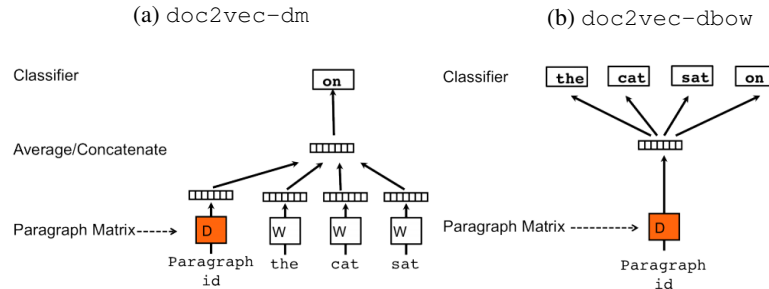 (a) doc2vec-dm
Classifier
on
Average/Concatenate
Paragraph Matrix
D W W W
Paragraph id the cat sat
(b) doc2vec-dbow
Classifier
the cat sat on
Paragraph Matrix
D
Paragraph
id